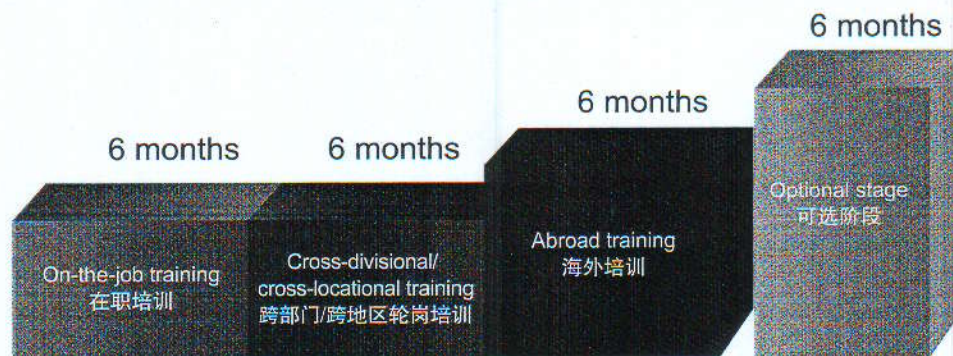 6 months
6 months
6 months
6 months
On-the-job training
在职培训
Cross-divisional/
cross-locational training
跨部门/跨地区轮岗培训
Abroad training
海外培训
Optional stage
可选阶段